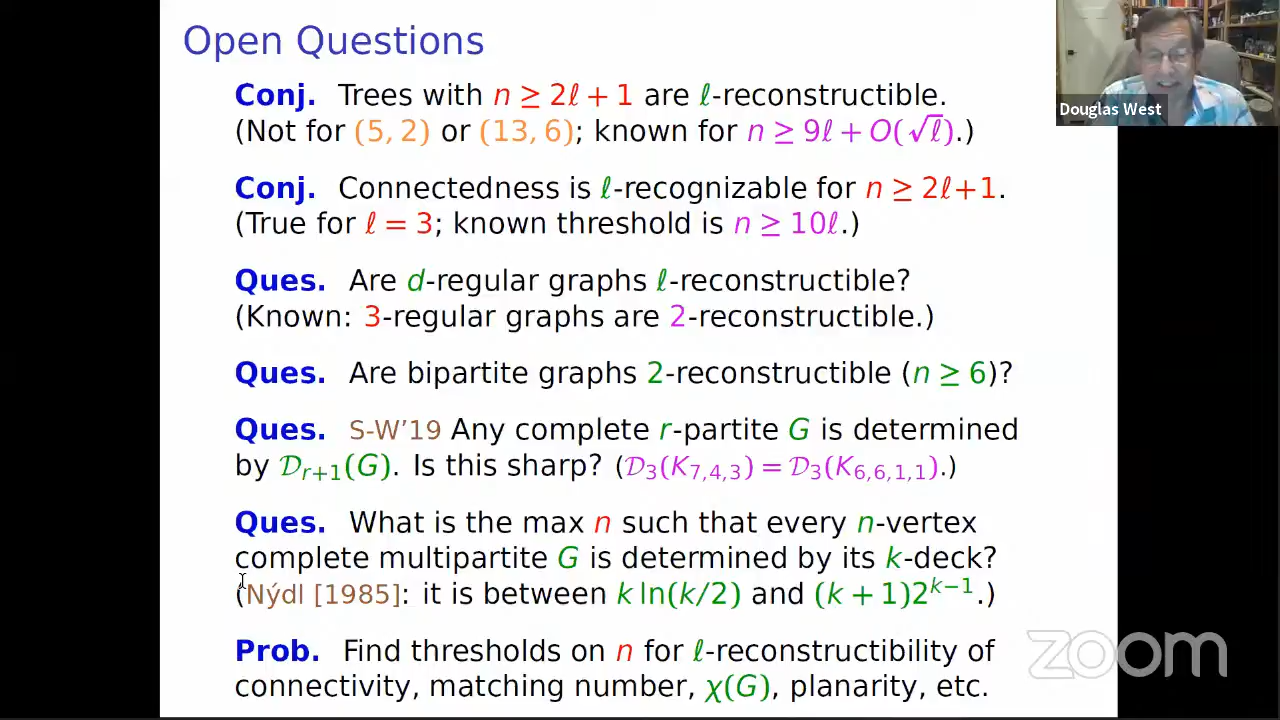 Open Questions
Conj. Trees with n ≥ 2ℓ + 1 are ℓ-reconstructible.
(Not for (5, 2) or (13, 6); known for n ≥ 9ℓ + O(√ℓ).)
Conj. Connectedness is ℓ-recognizable for n ≥ 2ℓ+1.
(True for ℓ = 3; known threshold is n ≥ 10ℓ.)
Ques. Are d-regular graphs ℓ-reconstructible?
(Known: 3-regular graphs are 2-reconstructible.)
Ques. Are bipartite graphs 2-reconstructible (n ≥ 6)?
Ques. S-W’19 Any complete r-partite G is determined
by 𝒟ᵣ₊₁(G). Is this sharp? (𝒟₃(K₇,₄,₃) = 𝒟₃(K₆,₆,₁,₁).)
Ques. What is the max n such that every n-vertex
complete multipartite G is determined by its k-deck?
(Nýdl [1985]: it is between k ln(k/2) and (k + 1)2ᵏ⁻¹.)
Prob. Find thresholds on n for ℓ-reconstructibility of
connectivity, matching number, χ(G), planarity, etc.
Douglas West
zoom